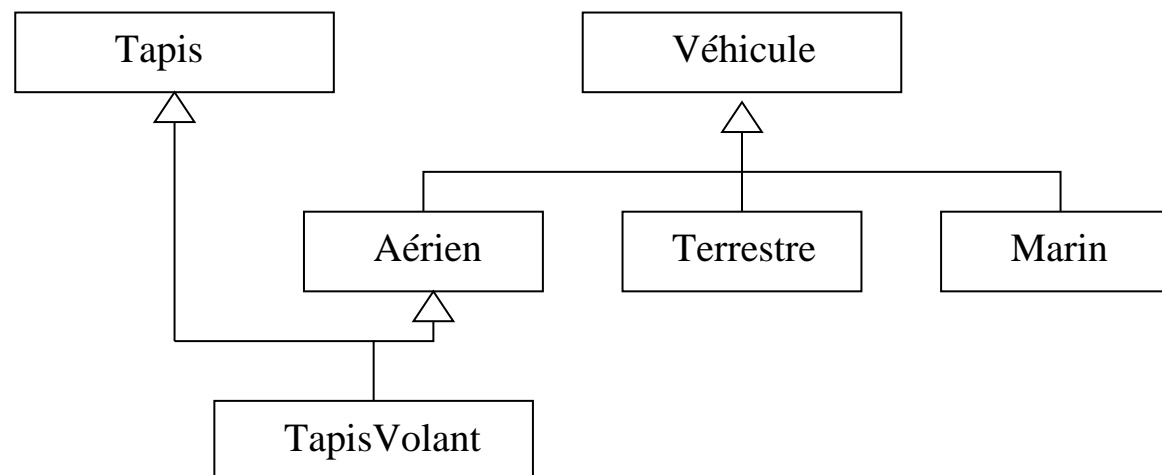 Tapis
Véhicule
Aérien
Terrestre
Marin
TapisVolant